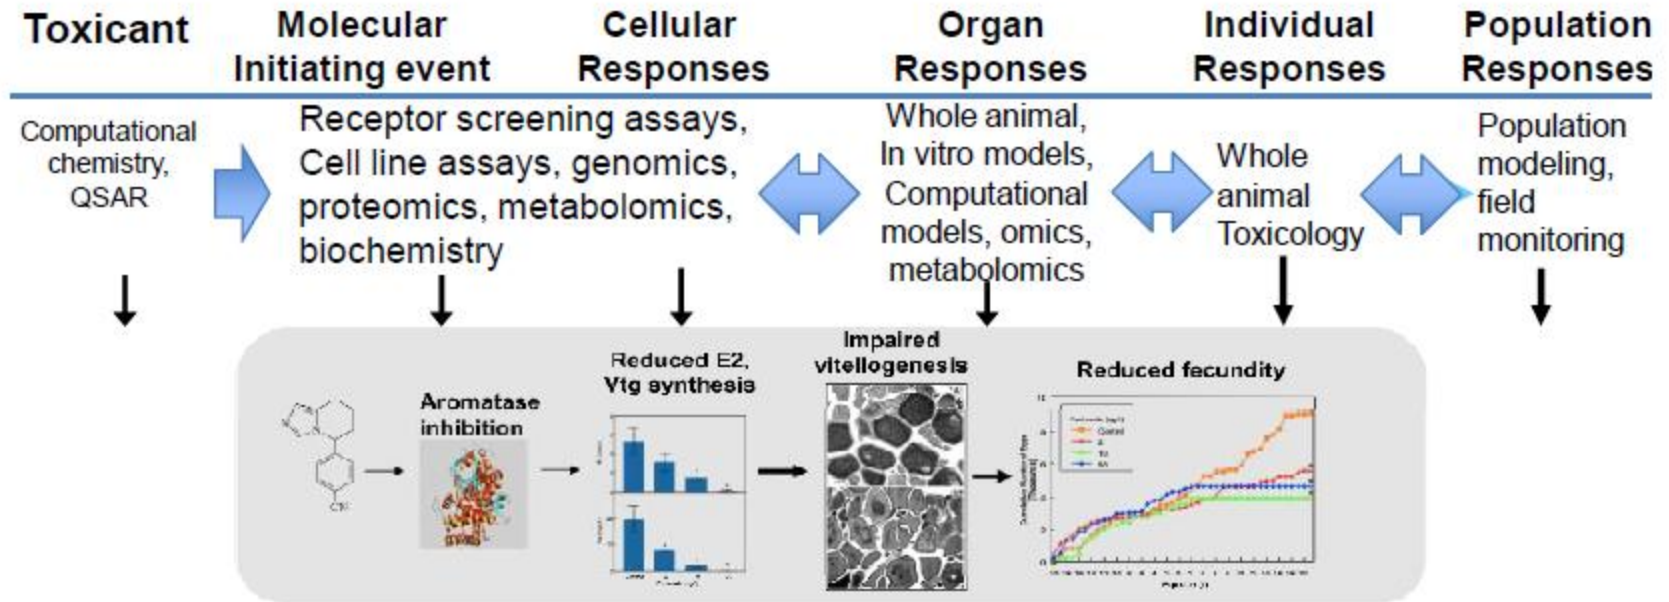 Toxicant
Molecular
Initiating event
Cellular
Responses
Organ
Responses
Individual
Responses
Population
Responses
Computational
chemistry,
QSAR
Receptor screening assays,
Cell line assays, genomics,
proteomics, metabolomics,
biochemistry
Whole animal,
In vitro models,
Computational
models, omics,
metabolomics
Whole
animal
Toxicology
Population
modeling,
field
monitoring
Aromatase
inhibition
Reduced E2,
Vtg synthesis
Impaired
vitellogenesis
Reduced fecundity
Control